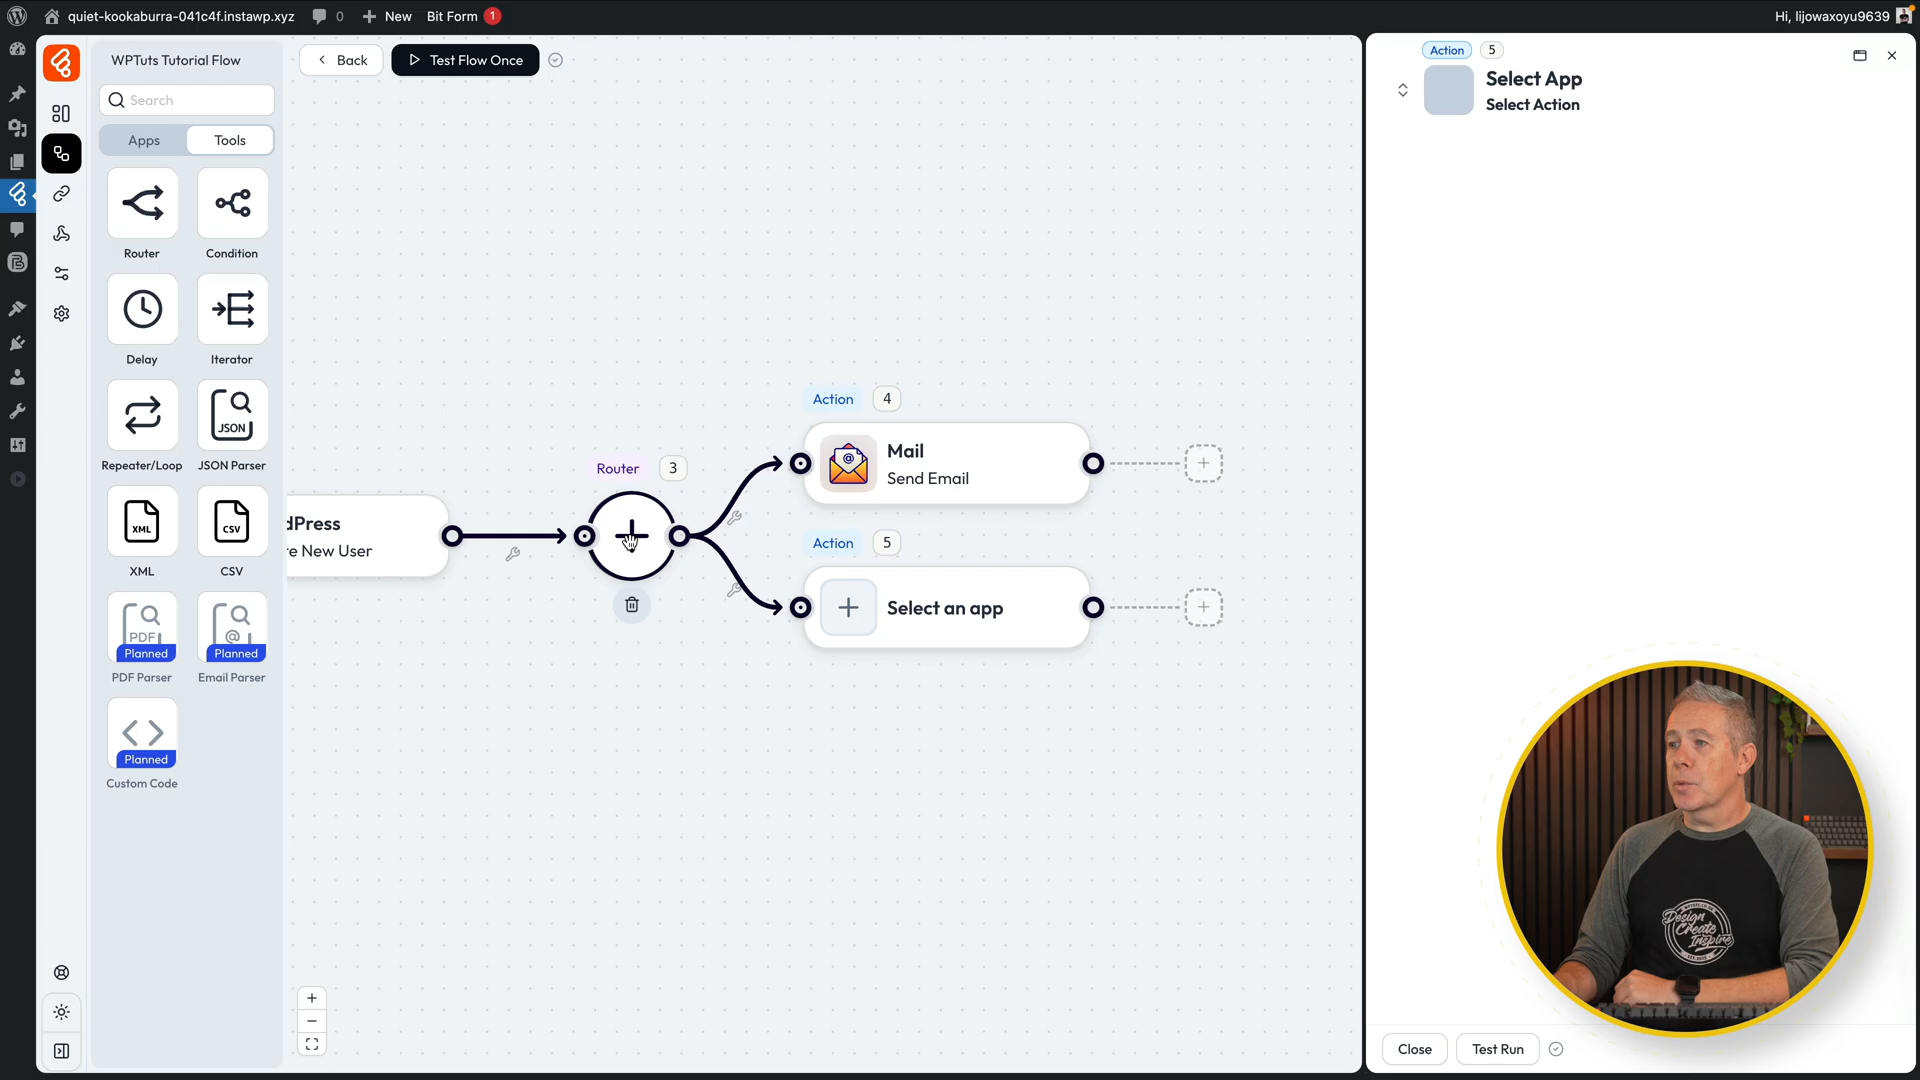 quiet-kookaburra-041c4f.instawp.xyz
0
New
Bit Form
1
Hi, lijowaxoyu9639
WPTuts Tutorial Flow
Back
Test Flow Once
Search
Apps
Tools
Router
Condition
Delay
Iterator
JSON
Repeater/Loop
JSON Parser
XML
CSV
XML
CSV
PDF
@
Planned
Planned
PDF Parser
Email Parser
Planned
Custom Code
dPress
e New User
Router
3
Action
4
@
Mail
Send Email
Action
5
Select an app
Action
5
Select App
Select Action
Design
Create
Inspire
Close
Test Run